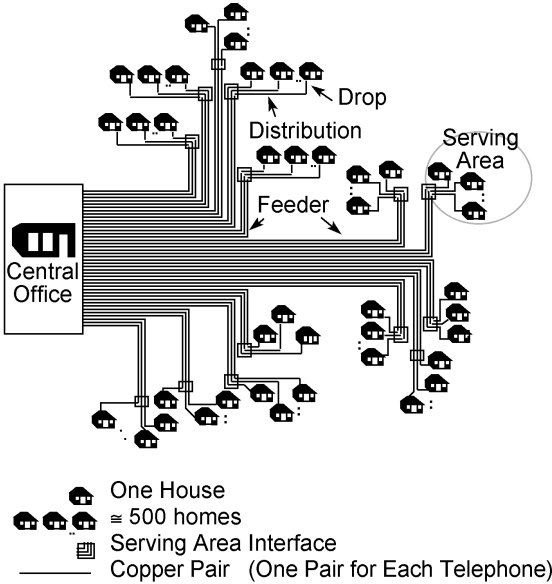 Drop
Distribution
Serving
Area
Feeder
Central
Office
One House
≅ 500 homes
Serving Area Interface
Copper Pair (One Pair for Each Telephone)